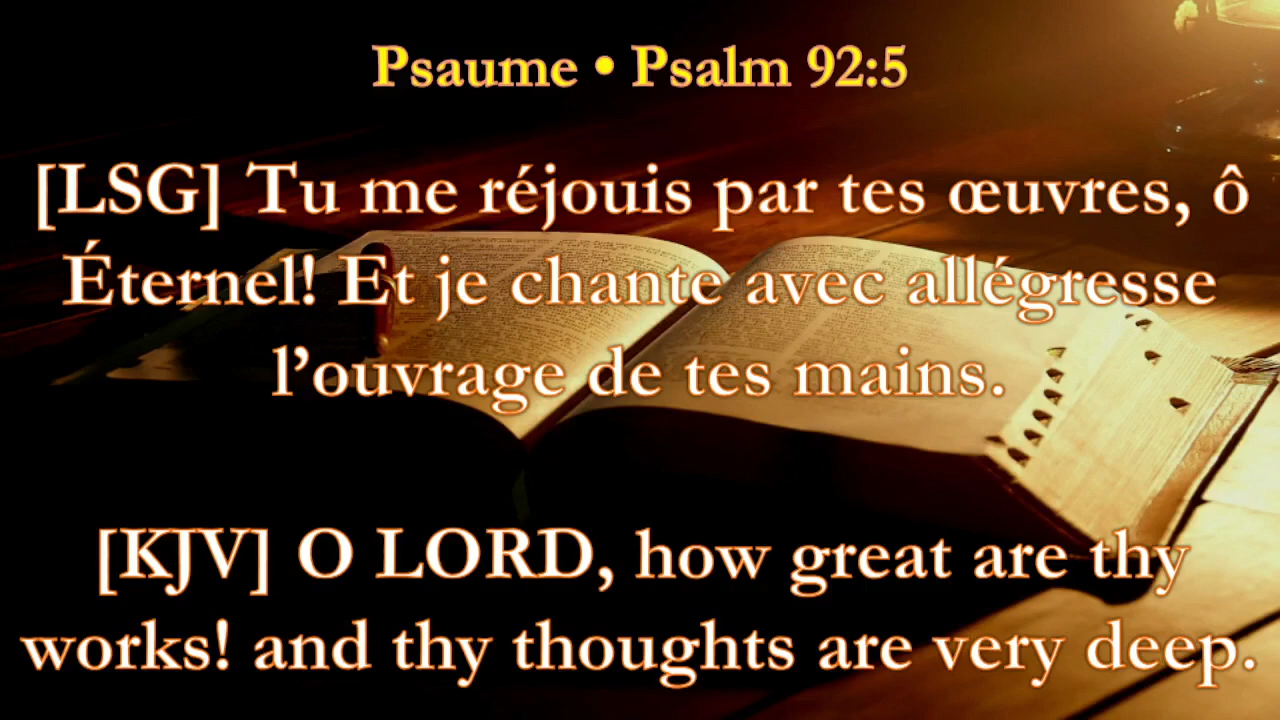 Psaume • Psalm 92:5
[LSG] Tu me réjouis par tes œuvres, ô
Éternel! Et je chante avec allégresse
l’ouvrage de tes mains.
[KJV] O LORD, how great are thy
works! and thy thoughts are very deep.